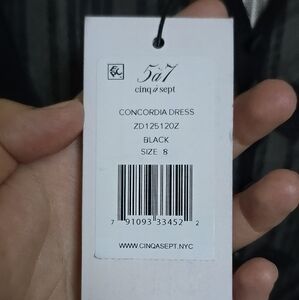 5à7
cinq à sept
CONCORDIA DRESS
ZD125120Z
BLACK
SIZE 8
7 91093 33452 2
WWW.CINQASEPT.NYC